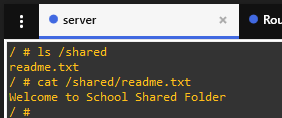 server
Rou
/ # ls /shared
readme.txt
/ # cat /shared/readme.txt
Welcome to School Shared Folder
/ #